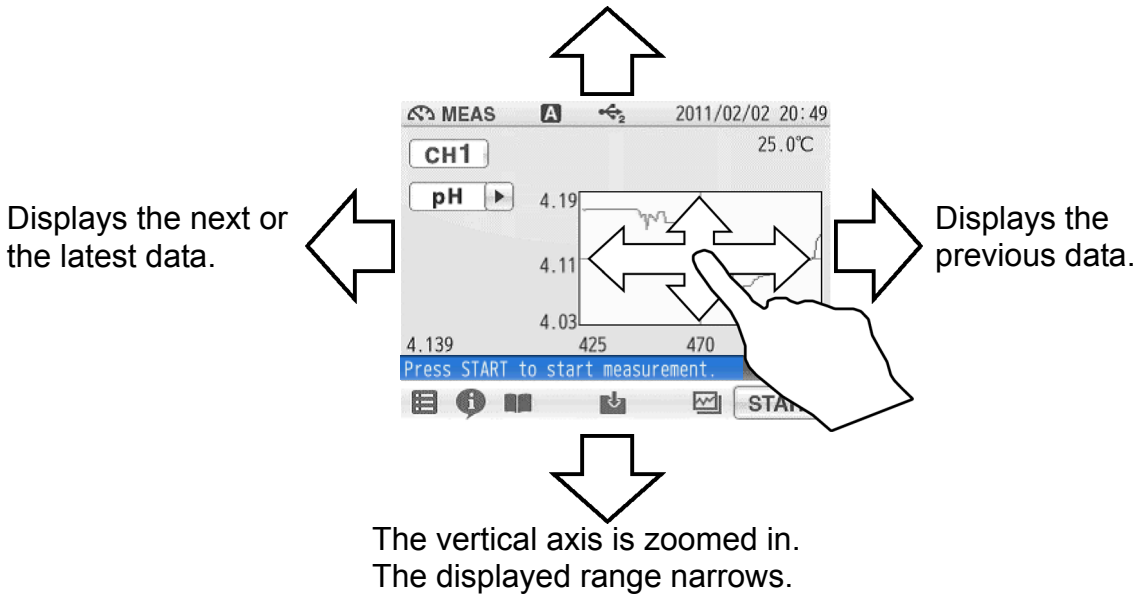 MEAS A 2 2011/02/02 20:49
25.0℃
CH1
pH
4.19
4.11
4.03
4.139
425 470
Press START to start measurement.
Displays the next or
the latest data.
Displays the
previous data.
The vertical axis is zoomed in.
The displayed range narrows.